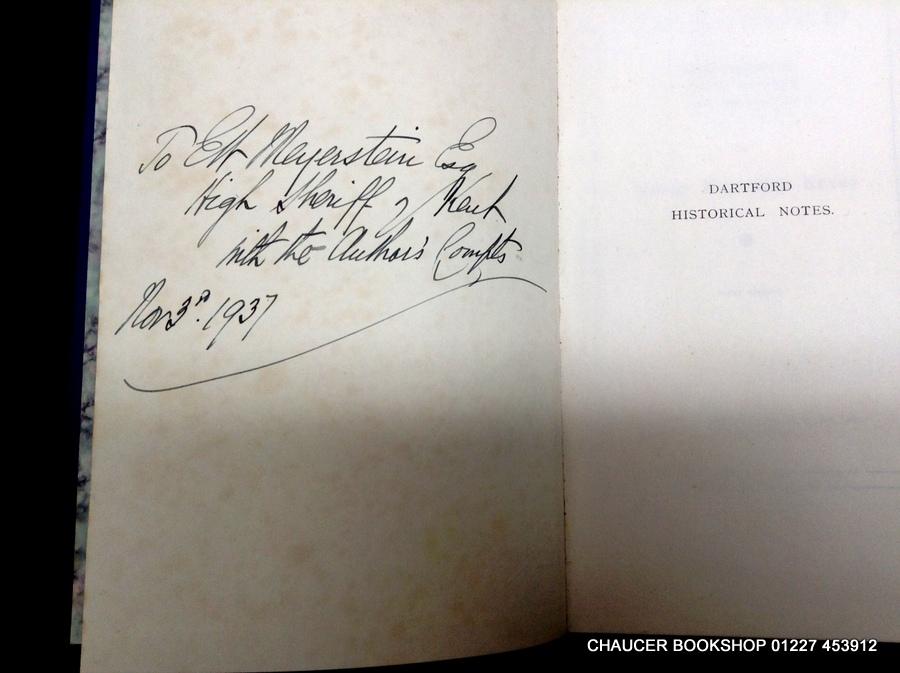 To EW Meyerstein Esq
High Sheriff of Kent
with the Author's Compts
Nov 3rd. 1937
DARTFORD
HISTORICAL NOTES.
CHAUCER BOOKSHOP 01227 453912